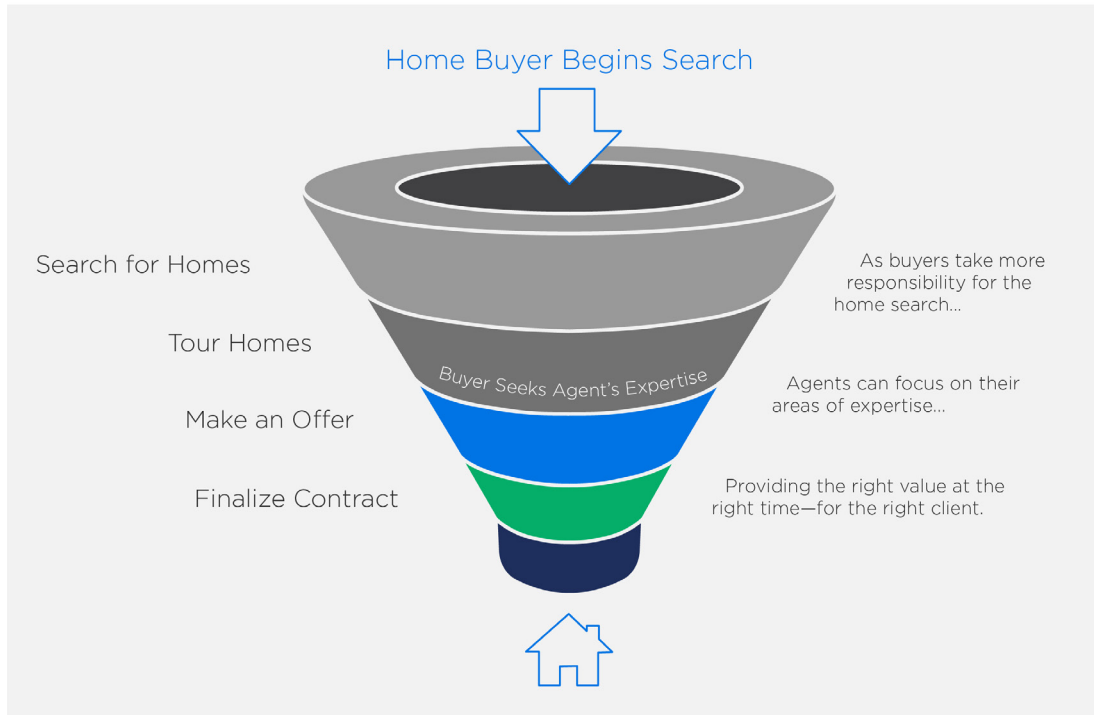 Home Buyer Begins Search
Search for Homes
As buyers take more
responsibility for the
home search...
Tour Homes
Buyer Seeks Agent's Expertise
Agents can focus on their
areas of expertise...
Make an Offer
Finalize Contract
Providing the right value at the
right time—for the right client.